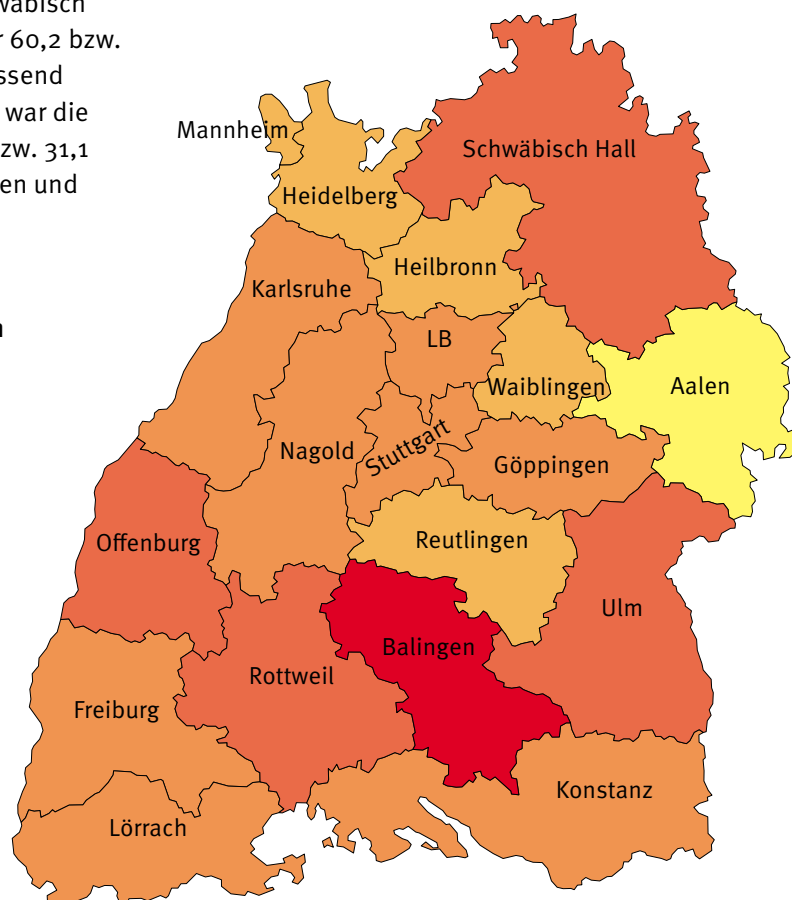 wäbisch
r 60,2 bzw.
ssend
war die
zw. 31,1
en und
Mannheim
Schwäbisch Hall
Heidelberg
Heilbronn
Karlsruhe
LB
Waiblingen
Aalen
Nagold
Stuttgart
Göppingen
Offenburg
Reutlingen
Ulm
Balingen
Rottweil
Freiburg
Konstanz
Lörrach